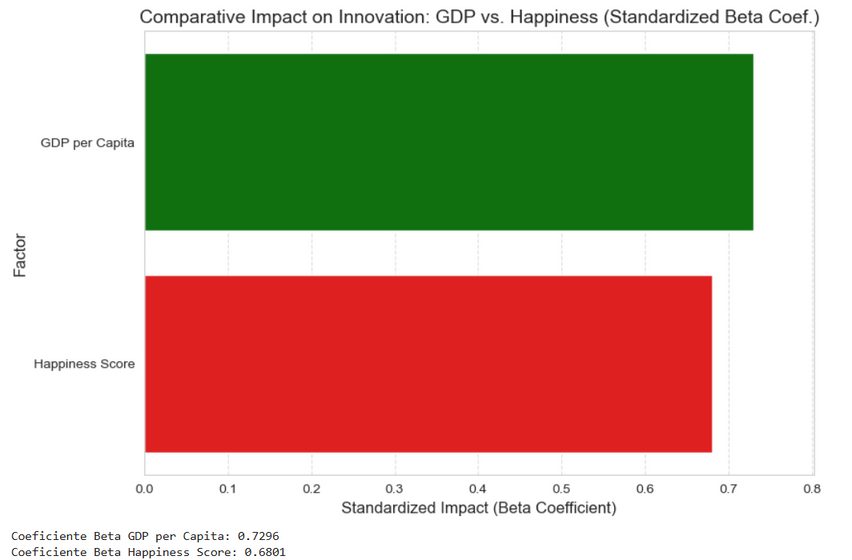 Comparative Impact on Innovation: GDP vs. Happiness (Standardized Beta Coef.)
GDP per Capita
Factor
Happiness Score
0.0 0.1 0.2 0.3 0.4 0.5 0.6 0.7 0.8
Standardized Impact (Beta Coefficient)
Coeficiente Beta GDP per Capita: 0.7296
Coeficiente Beta Happiness Score: 0.6801